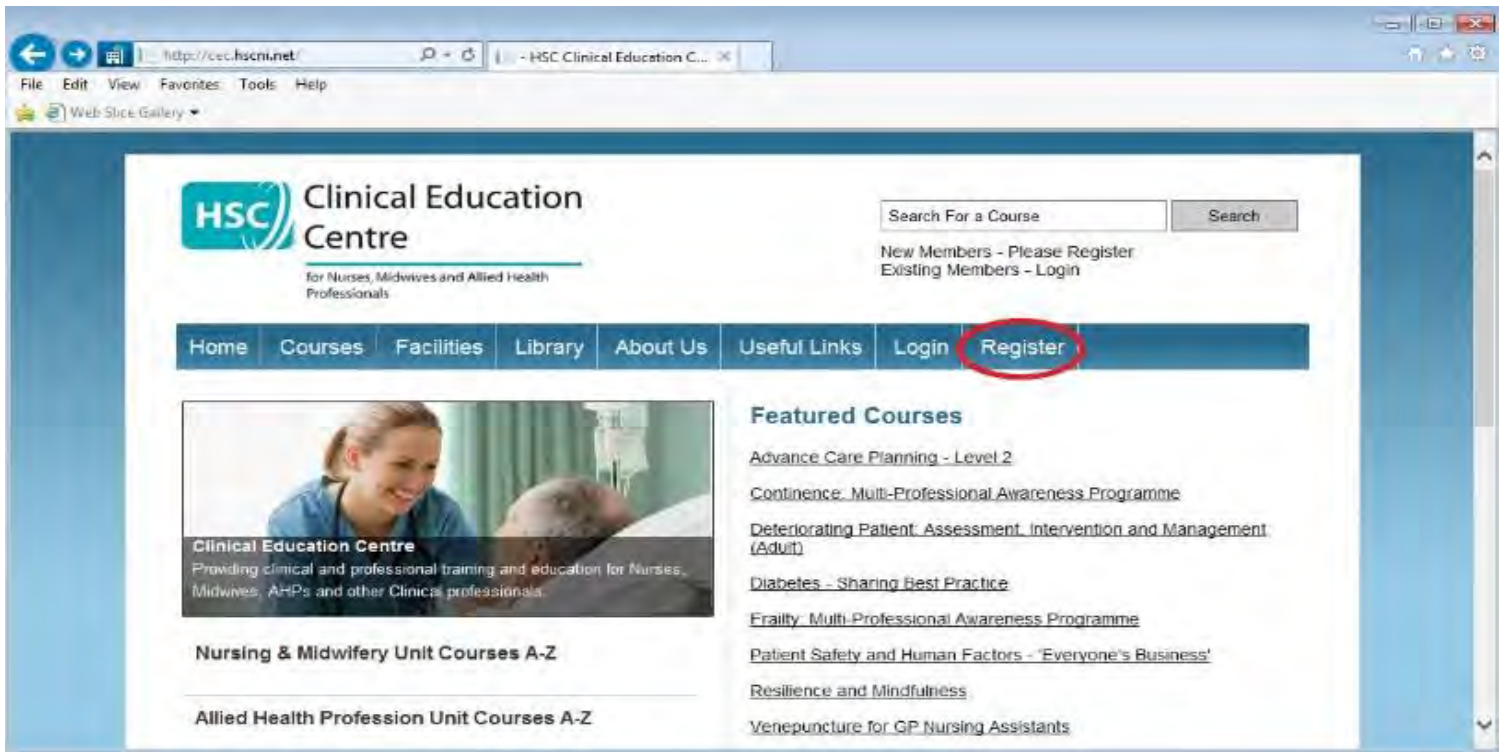 http://cec.hscni.net/
- HSC Clinical Education C...
File Edit View Favorites Tools Help
Web Slice Gallery
HSC
Clinical Education
Centre
for Nurses, Midwives and Allied Health
Professionals
Search For a Course
Search
New Members - Please Register
Existing Members - Login
Home Courses Facilities Library About Us Useful Links Login Register
Clinical Education Centre
Providing clinical and professional training and education for Nurses,
Midwives, AHPs and other Clinical professionals.
Nursing & Midwifery Unit Courses A-Z
Allied Health Profession Unit Courses A-Z
Featured Courses
Advance Care Planning - Level 2
Continence: Multi-Professional Awareness Programme
Deteriorating Patient: Assessment, Intervention and Management
(Adult)
Diabetes - Sharing Best Practice
Frailty: Multi-Professional Awareness Programme
Patient Safety and Human Factors - 'Everyone's Business'
Resilience and Mindfulness
Venepuncture for GP Nursing Assistants